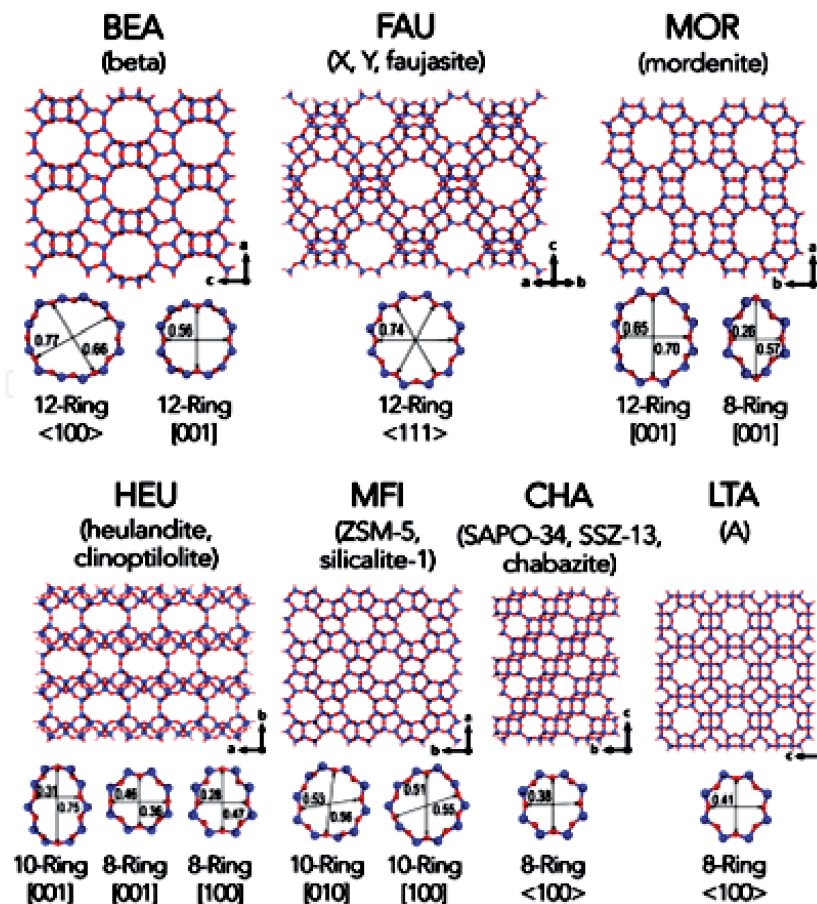 BEA
(beta)
FAU
(X, Y, faujasite)
MOR
(mordenite)
a
c
c
a
b
a
b
0.77
0.66
0.56
0.74
0.65
0.70
0.26
0.57
12-Ring
<100>
12-Ring
[001]
12-Ring
<111>
12-Ring
[001]
8-Ring
[001]
HEU
(heulandite,
clinoptilolite)
MFI
(ZSM-5,
silicalite-1)
CHA
(SAPO-34, SSZ-13,
chabazite)
LTA
(A)
b
a
a
b
c
b
c
0.31
0.75
0.46
0.36
0.28
0.47
0.53
0.56
0.51
0.55
0.38
0.41
10-Ring
[001]
8-Ring
[001]
8-Ring
[100]
10-Ring
[010]
10-Ring
[100]
8-Ring
<100>
8-Ring
<100>